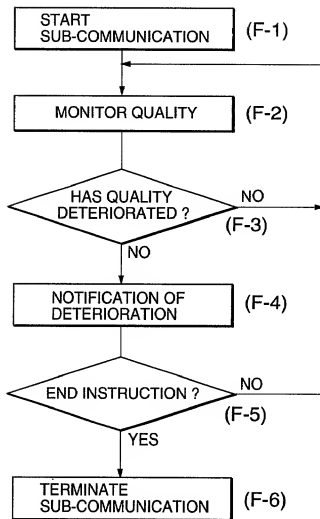 START
SUB-COMMUNICATION
(F-1)
MONITOR QUALITY
(F-2)
HAS QUALITY
DETERIORATED ?
NO
(F-3)
NO
NOTIFICATION OF
DETERIORATION
(F-4)
END INSTRUCTION ?
NO
(F-5)
YES
TERMINATE
SUB-COMMUNICATION
(F-6)